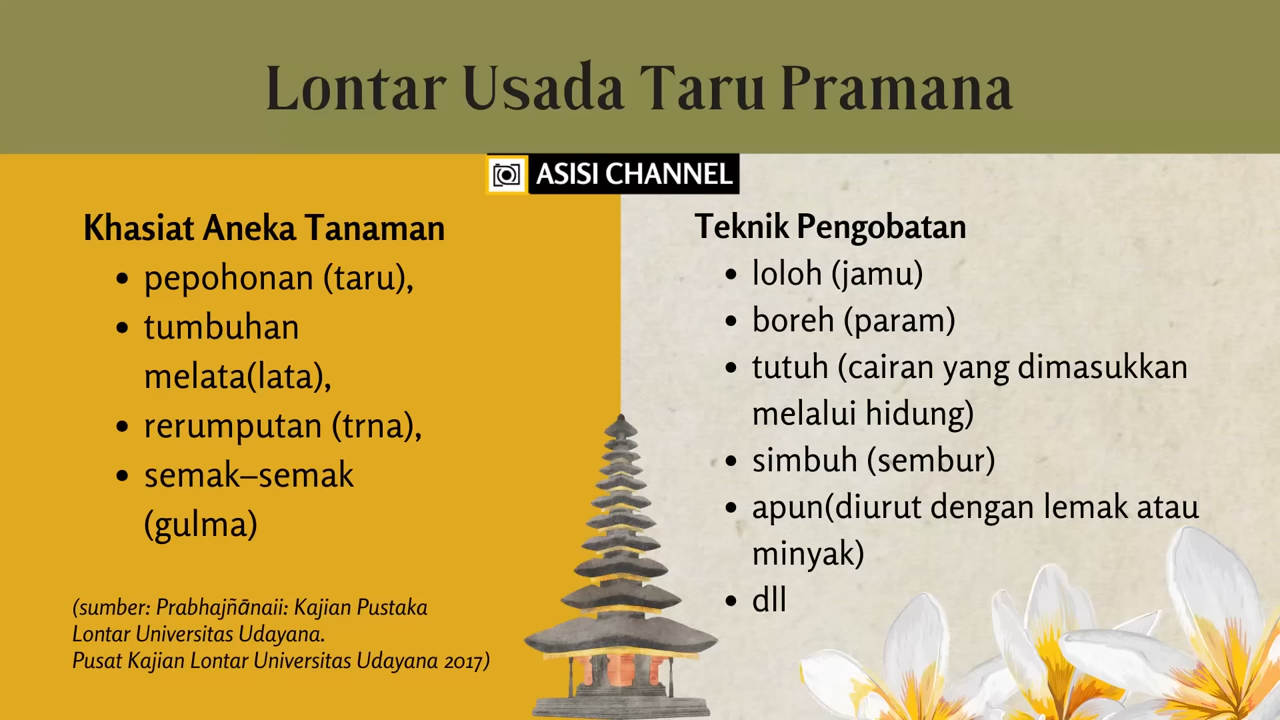 Lontar Usada Taru Pramana
ASISI CHANNEL
Khasiat Aneka Tanaman
• pepohonan (taru),
• tumbuhan
melata(lata),
• rerumputan (trna),
• semak–semak
(gulma)
(sumber: Prabhajñānaii: Kajian Pustaka
Lontar Universitas Udayana.
Pusat Kajian Lontar Universitas Udayana 2017)
Teknik Pengobatan
• loloh (jamu)
• boreh (param)
• tutuh (cairan yang dimasukkan
melalui hidung)
• simbuh (sembur)
• apun(diurut dengan lemak atau
minyak)
• dll